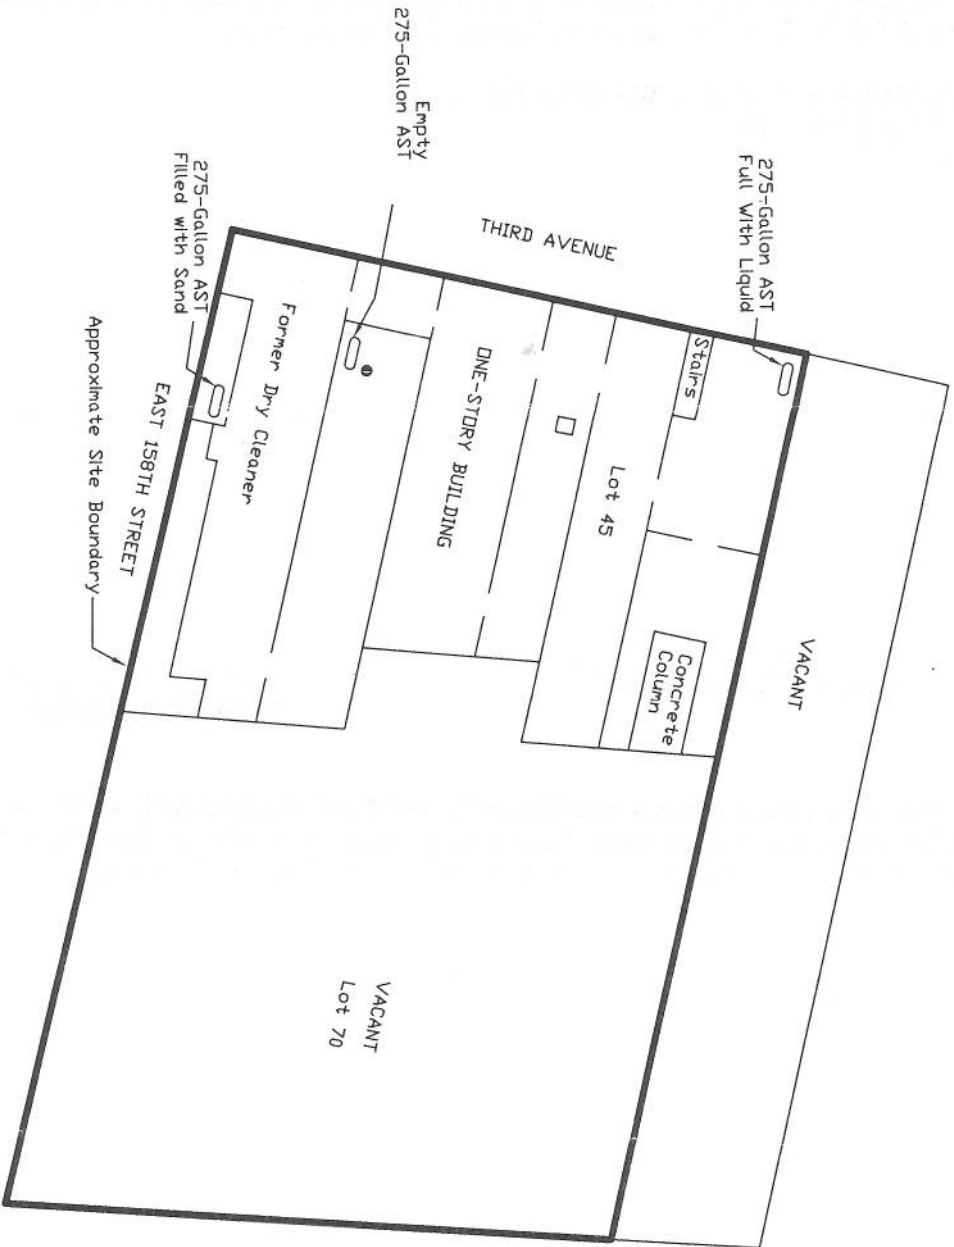 275-Gallon AST
Full With Liquid
Empty
275-Gallon AST
275-Gallon AST
Filled with Sand
THIRD AVENUE
Stairs
Lot 45
ONE-STORY BUILDING
Former Dry Cleaner
Concrete
Column
VACANT
EAST 158TH STREET
Approximate Site Boundary
VACANT
Lot 70